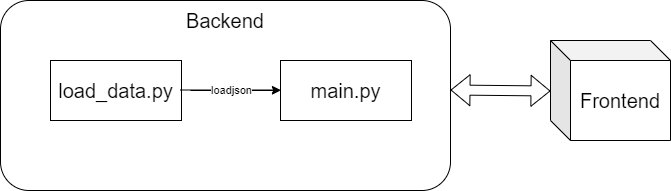 Backend
load_data.py
loadjson
main.py
Frontend